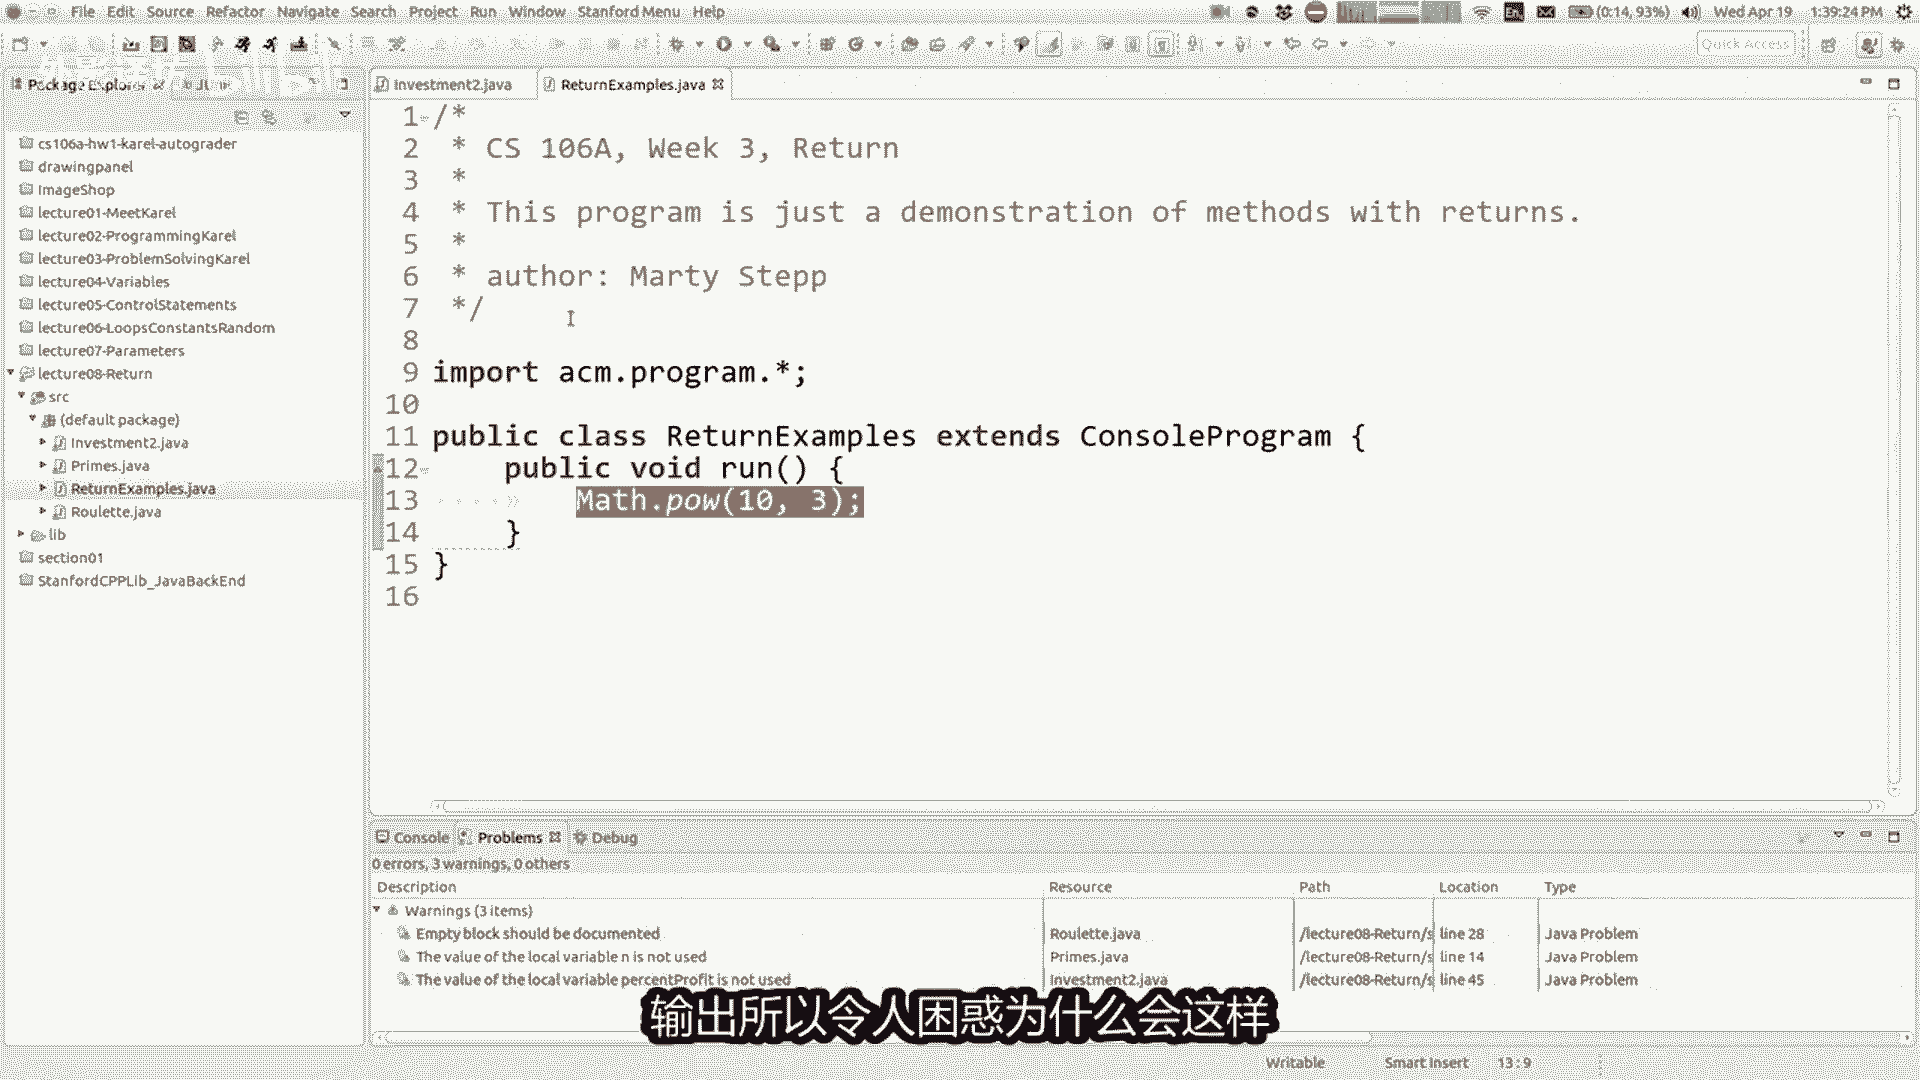 File Edit Source Refactor Navigate Search Project Run Window Stanford Menu Help (0:14, 93%) Wed Apr 19 1:39:24 PM
Quick Access
Package Explorer
Investment2.java ReturnExamples.java
cs106a-hw1-karel-autograder
drawingpanel
ImageShop
lecture01-MeetKarel
lecture02-ProgrammingKarel
lecture03-ProblemSolvingKarel
lecture04-Variables
lecture05-ControlStatements
lecture06-LoopsConstantsRandom
lecture07-Parameters
lecture08-Return
src
(default package)
Investment2.java
Primes.java
ReturnExamples.java
Roulette.java
lib
section01
StanfordCPPLib_JavaBackEnd
1 /*
2 * CS 106A, Week 3, Return
3 *
4 * This program is just a demonstration of methods with returns.
5 *
6 * author: Marty Stepp
7 */
8
9 import acm.program.*;
10
11 public class ReturnExamples extends ConsoleProgram {
12 public void run() {
13 Math.pow(10, 3);
14 }
15 }
16
Console Problems Debug
0 errors, 3 warnings, 0 others
Description Resource Path Location Type
Warnings (3 items)
Empty block should be documented Roulette.java /lecture08-Return/s line 28 Java Problem
The value of the local variable n is not used Primes.java /lecture08-Return/s line 14 Java Problem
The value of the local variable percentProfit is not used Investment2.java /lecture08-Return/s line 45 Java Problem
输出所以令人困惑为什么会这样
Writable Smart Insert 13:9